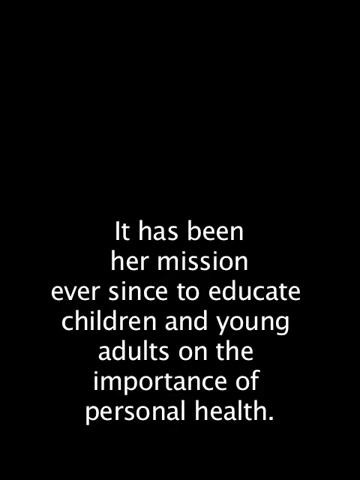 It has been
her mission
ever since to educate
children and young
adults on the
importance of
personal health.